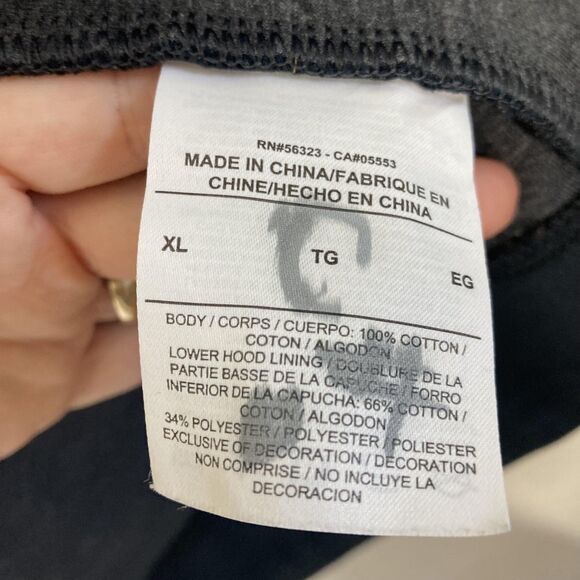 RN#56323 - CA#05553
MADE IN CHINA/FABRIQUE EN
CHINE/HECHO EN CHINA
XL TG EG
BODY / CORPS / CUERPO: 100% COTTON /
COTON / ALGODON
LOWER HOOD LINING / DOUBLURE DE LA
PARTIE BASSE DE LA CAPUCHE / FORRO
INFERIOR DE LA CAPUCHA: 66% COTTON /
COTON / ALGODON
34% POLYESTER / POLYESTER / POLIESTER
EXCLUSIVE OF DECORATION / DECORATION
NON COMPRISE / NO INCLUYE LA
DECORACION